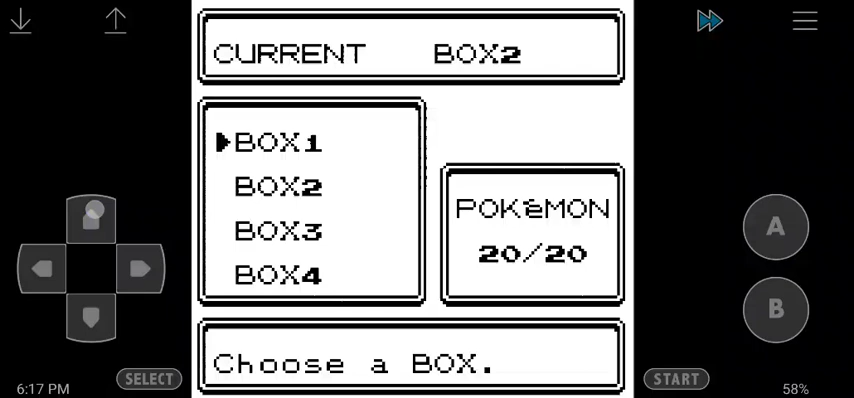 CURRENT BOX2
BOX1
BOX2
BOX3
BOX4
POKéMON
20/20
Choose a BOX.
A
B
SELECT
START
6:17 PM
58%